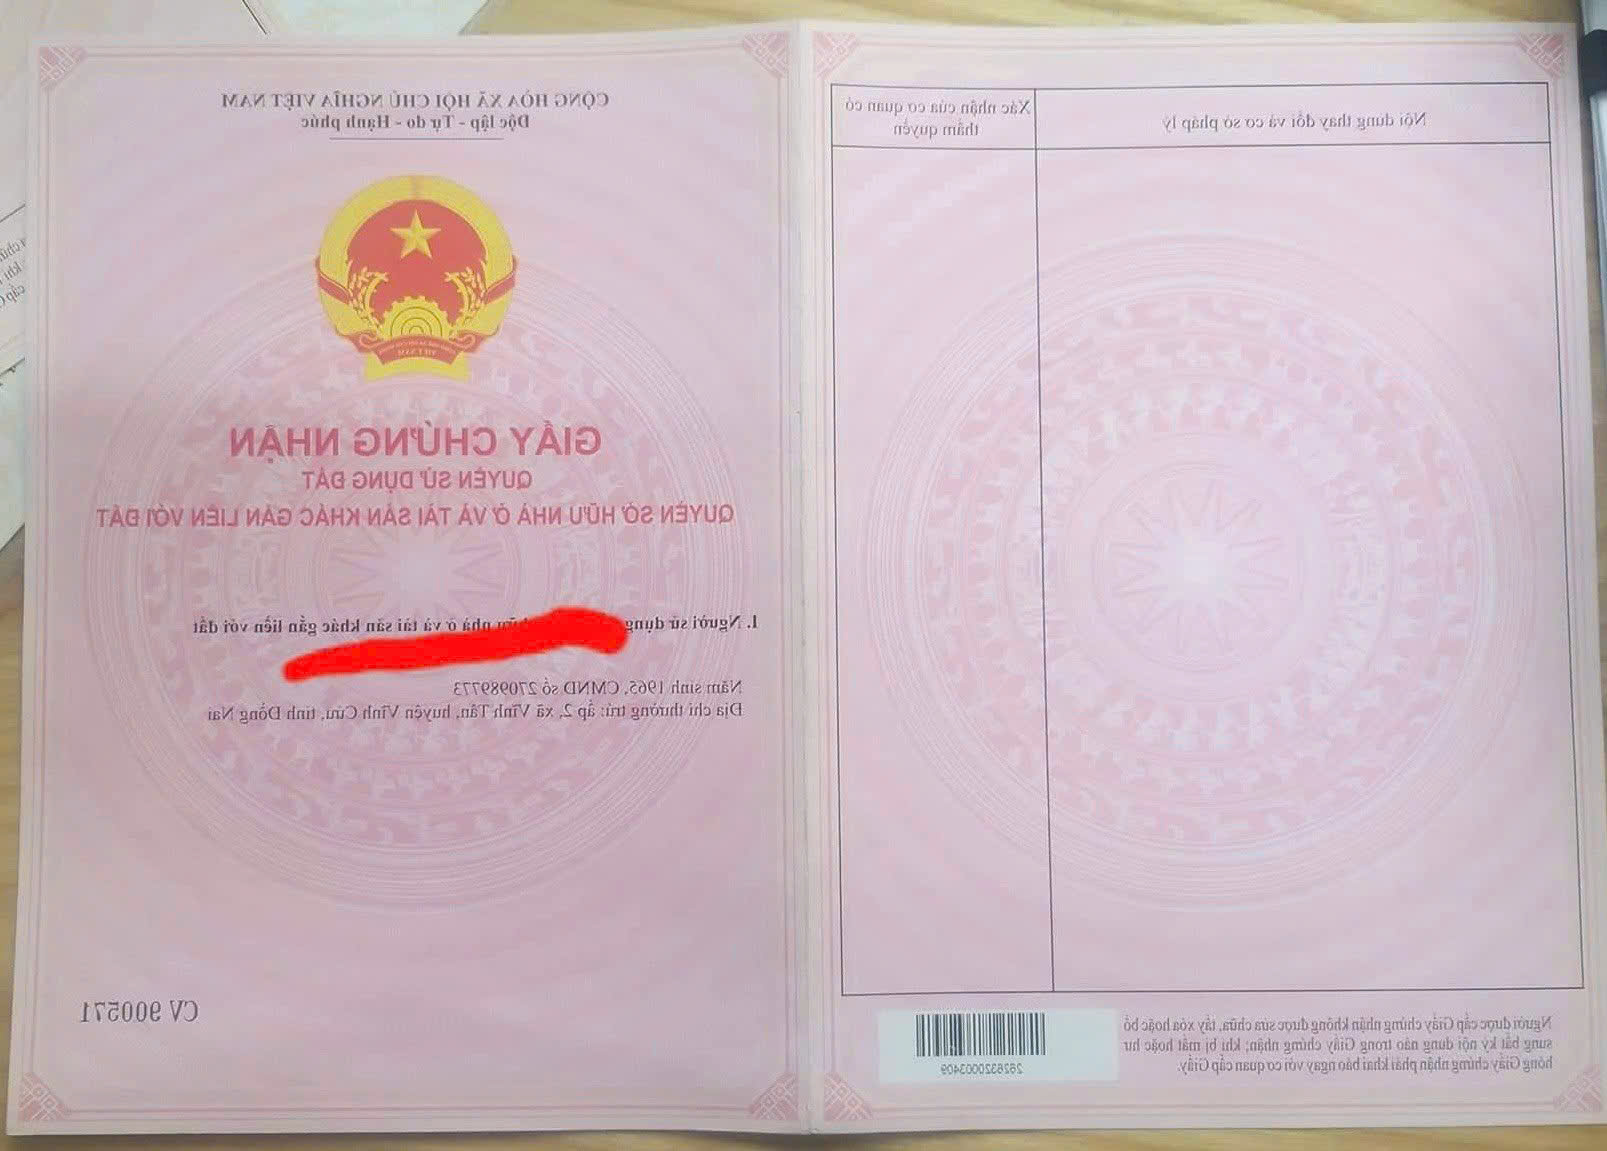 CỘNG HÒA XÃ HỘI CHỦ NGHĨA VIỆT NAM
Độc lập - Tự do - Hạnh phúc
VIỆT NAM
GIẤY CHỨNG NHẬN
QUYỀN SỬ DỤNG ĐẤT
QUYỀN SỞ HỮU NHÀ Ở VÀ TÀI SẢN KHÁC GẮN LIỀN VỚI ĐẤT
I. Người sử dụng nhà ở và tài sản khác gắn liền với đất
Năm sinh 1965, CMND số 270989773
Địa chỉ thường trú: ấp 2, xã Vĩnh Tân, huyện Vĩnh Cửu, tỉnh Đồng Nai
CV 900571
Nội dung thay đổi và cơ sở pháp lý
Xác nhận của cơ quan có
thẩm quyền
Người được cấp Giấy chứng nhận không được sửa chữa, tẩy xóa hoặc bổ
sung bất kỳ nội dung nào trong Giấy chứng nhận; khi bị mất hoặc hư
hỏng Giấy chứng nhận phải khai báo ngay với cơ quan cấp Giấy.
2626320003409